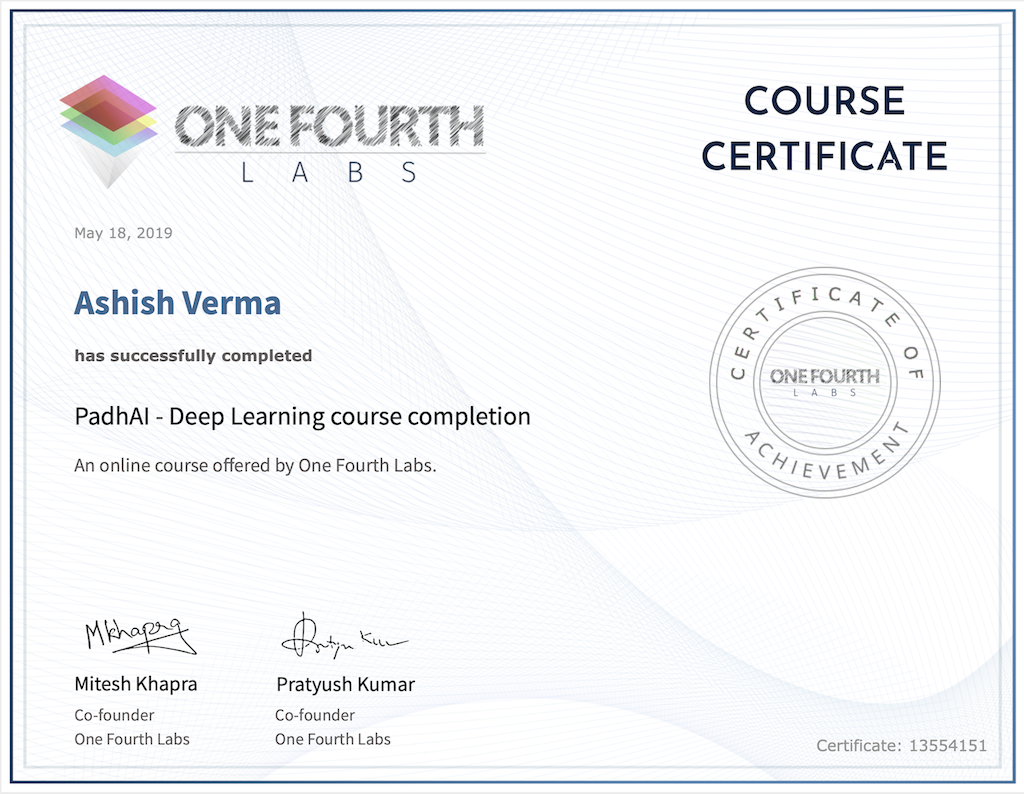 ONE FOURTH
LABS
COURSE
CERTIFICATE
May 18, 2019
Ashish Verma
has successfully completed
PadhAI - Deep Learning course completion
An online course offered by One Fourth Labs.
CERTIFICATE OF
ONE FOURTH
LABS
ACHIEVEMENT
Mkhapra
Pratyush Kumar
Mitesh Khapra
Pratyush Kumar
Co-founder
Co-founder
One Fourth Labs
One Fourth Labs
Certificate: 13554151